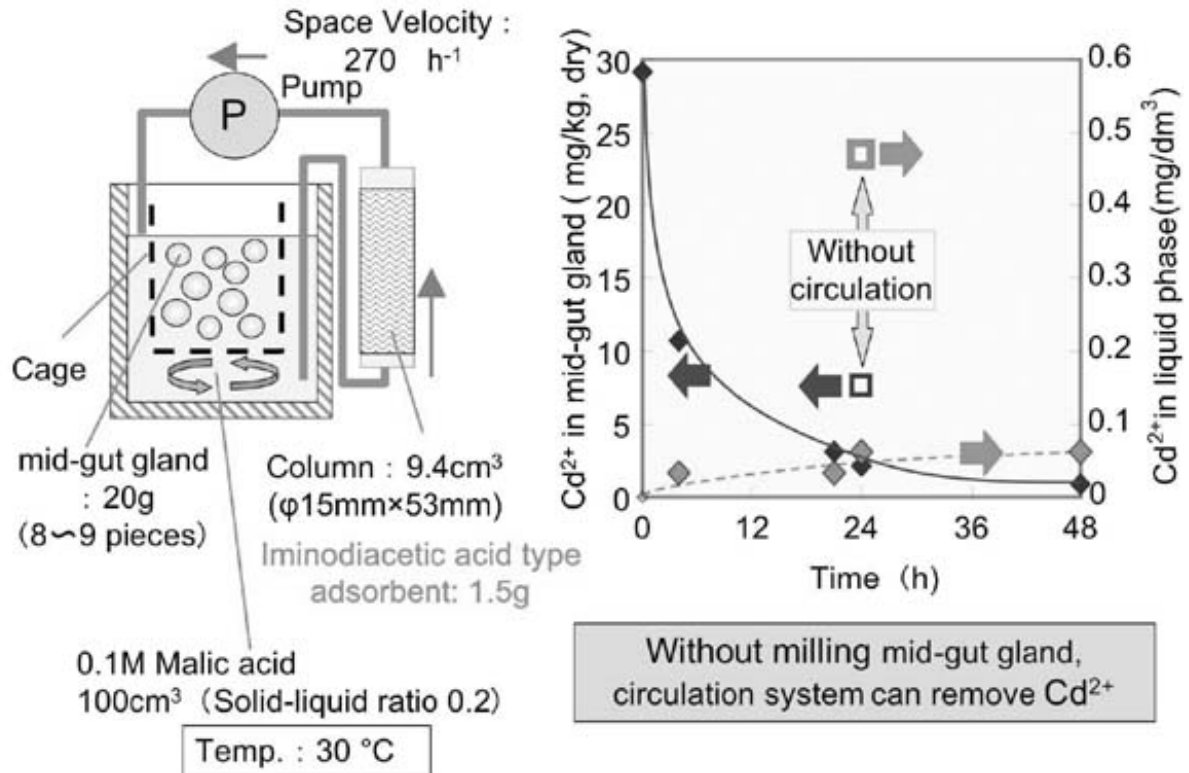 Space Velocity :
270 h⁻¹
Pump
P
Cage
mid-gut gland
: 20g
(8〜9 pieces)
Column : 9.4cm³
(φ15mm×53mm)
Iminodiacetic acid type
adsorbent: 1.5g
0.1M Malic acid
100cm³ (Solid-liquid ratio 0.2)
Temp. : 30 °C
Cd²⁺ in mid-gut gland ( mg/kg, dry)
30
25
20
15
10
5
0
Without
circulation
0.6
0.5
0.4
0.3
0.2
0.1
0
Cd²⁺in liquid phase(mg/dm³)
0 12 24 36 48
Time (h)
Without milling mid-gut gland,
circulation system can remove Cd²⁺